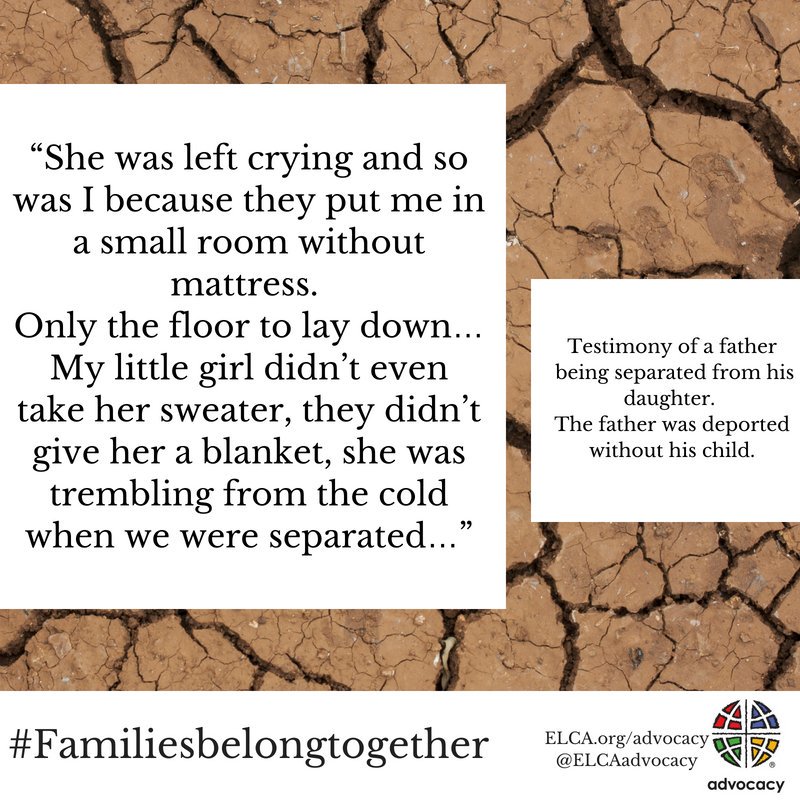 “She was left crying and so
was I because they put me in
a small room without
mattress.
Only the floor to lay down…
My little girl didn’t even
take her sweater, they didn’t
give her a blanket, she was
trembling from the cold
when we were separated…”
Testimony of a father
being separated from his
daughter.
The father was deported
without his child.
#Familiesbelongtogether
ELCA.org/advocacy
@ELCAadvocacy
®
advocacy